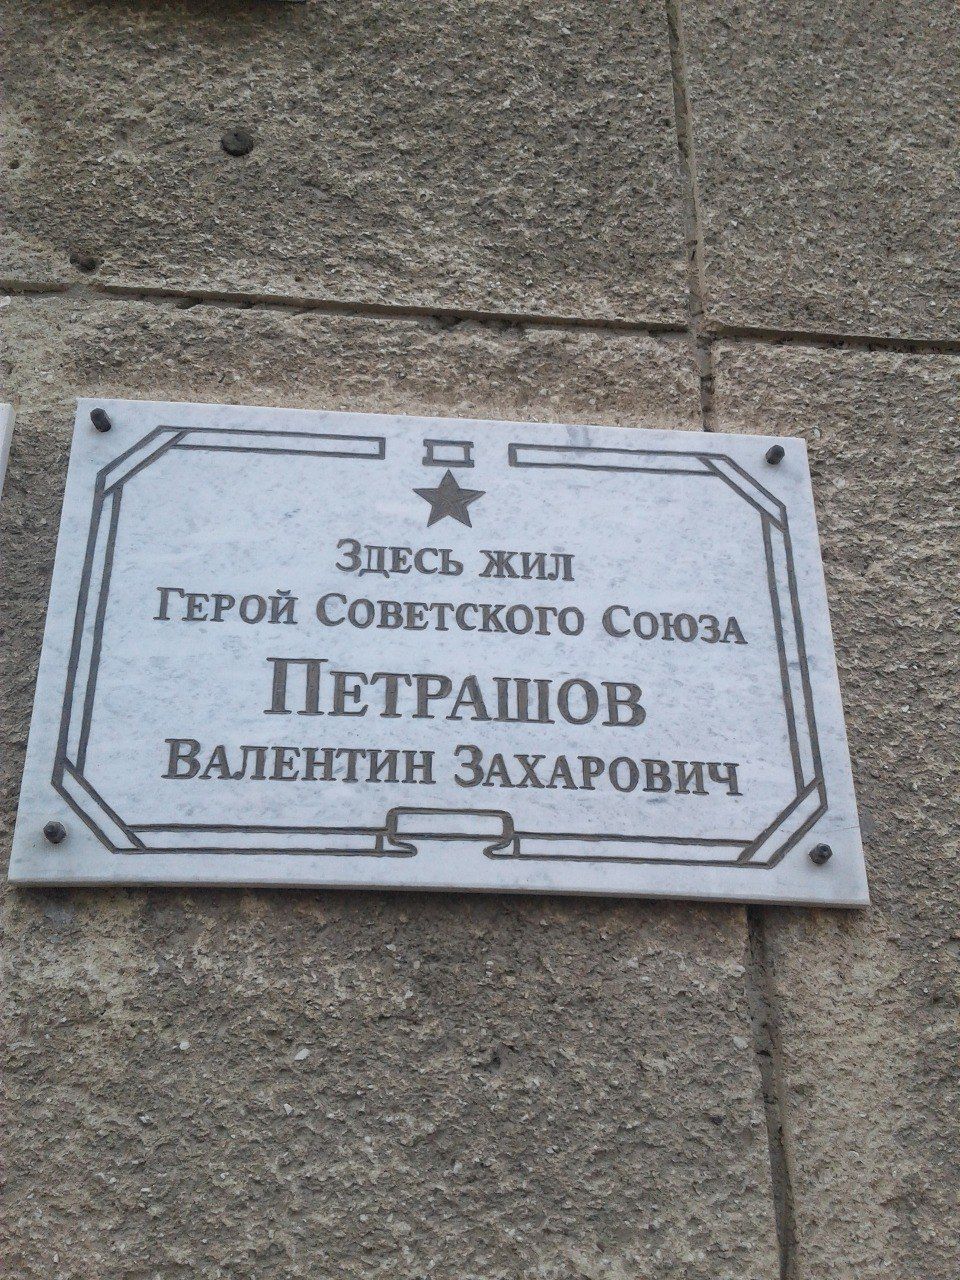 Здесь жил
Герой Советского Союза
Петрашов
Валентин Захарович